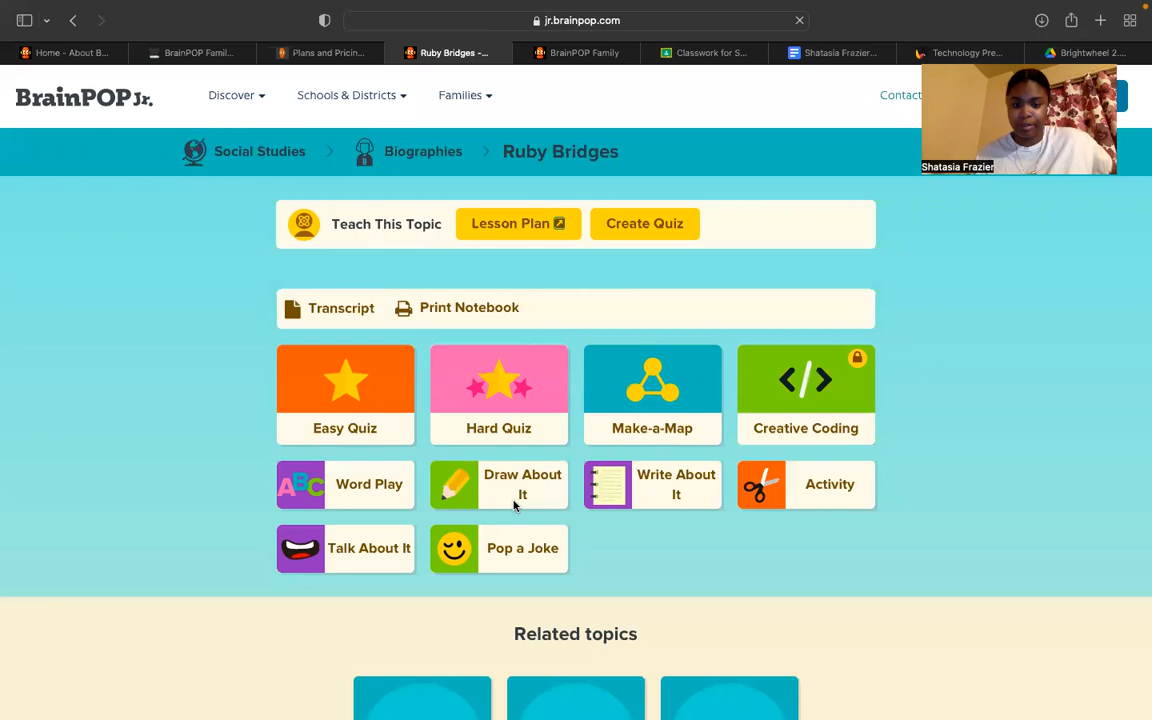 jr.brainpop.com
Home - About B...
BrainPOP Famil...
Plans and Pricin...
Ruby Bridges -...
BrainPOP Family
Classwork for S...
Shatasia Frazier...
Technology Pre...
Brightwheel 2....
BrainPOP Jr.
Discover
Schools & Districts
Families
Contact
Shatasia Frazier
Social Studies
Biographies
Ruby Bridges
Teach This Topic
Lesson Plan
Create Quiz
Transcript
Print Notebook
Easy Quiz
Hard Quiz
Make-a-Map
Creative Coding
ABC
Word Play
Draw About
It
Write About
It
Activity
Talk About It
Pop a Joke
Related topics